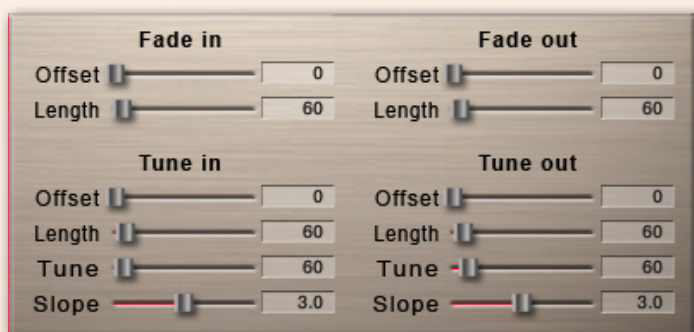 Fade in Fade out
Offset 0 Offset 0
Length 60 Length 60
Tune in Tune out
Offset 0 Offset 0
Length 60 Length 60
Tune 60 Tune 60
Slope 3.0 Slope 3.0